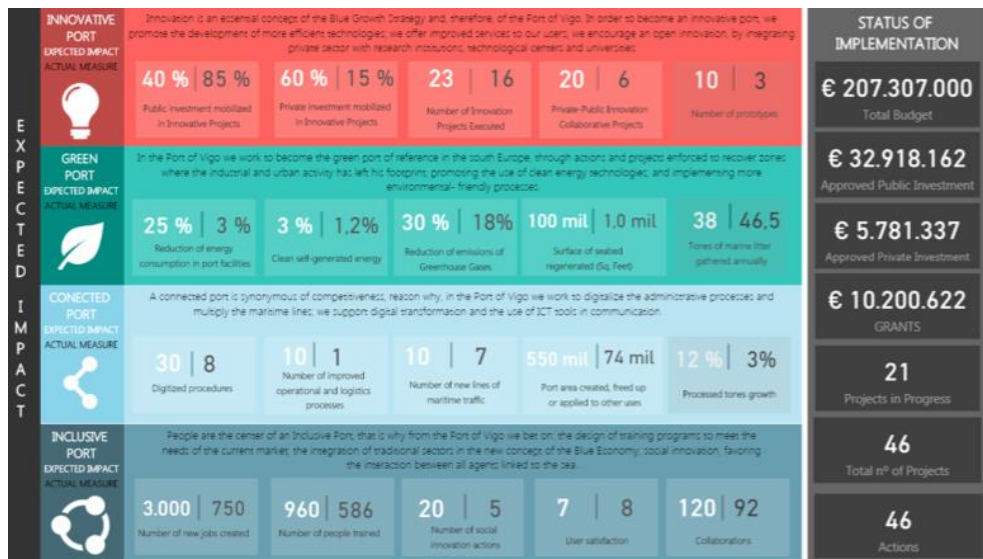 EXPECTED IMPACT
INNOVATIVE
PORT
EXPECTED IMPACT
ACTUAL MEASURE
Innovation is an essential concept of the Blue Growth Strategy and, therefore, of the Port of Vigo. In order to become an innovative port, we
promote the development of more efficient technologies; we offer improved services to our users; we encourage an open innovation, by integrating
private sector with research institutions, technological centers and universities
40 % | 85 %
Public investment mobilized
in Innovative Projects
60 % | 15 %
Private investment mobilized
in Innovative Projects
23 | 16
Number of Innovation
Projects Executed
20 | 6
Private-Public Innovation
Collaborative Projects
10 | 3
Number of prototypes
GREEN
PORT
EXPECTED IMPACT
ACTUAL MEASURE
In the Port of Vigo we work to become the green port of reference in the south Europe, through actions and projects enforced to recover zones
where the industrial and urban activity has left his footprint; promoting the use of clean energy technologies; and implementing more
environmental- friendly processes
25 % | 3 %
Reduction of energy
consumption in port facilities
3 % | 1,2%
Clean self-generated energy
30 % | 18%
Reduction of emissions of
Greenhouse Gases
100 mil | 1,0 mil
Surface of seabed
regenerated (Sq. Feet)
38 | 46,5
Tones of marine litter
gathered annually
CONECTED
PORT
EXPECTED IMPACT
ACTUAL MEASURE
A connected port is synonymous of competitiveness, reason why, in the Port of Vigo we work to digitalize the administrative processes and
multiply the maritime lines; we support digital transformation and the use of ICT tools in communication
30 | 8
Digitized procedures
10 | 1
Number of improved
operational and logistics
processes
10 | 7
Number of new lines of
maritime traffic
550 mil | 74 mil
Port area created, freed up
or applied to other uses
12 % | 3%
Processed tones growth
INCLUSIVE
PORT
EXPECTED IMPACT
ACTUAL MEASURE
People are the center of an Inclusive Port, that is why from the Port of Vigo we bet on: the design of training programs to meet the
needs of the current market; the integration of traditional sectors in the new concept of the Blue Economy; social innovation, favoring
the interaction between all agents linked to the sea.
3.000 | 750
Number of new jobs created
960 | 586
Number of people trained
20 | 5
Number of social
innovation actions
7 | 8
User satisfaction
120 | 92
Collaborations
STATUS OF
IMPLEMENTATION
€ 207.307.000
Total Budget
€ 32.918.162
Approved Public Investment
€ 5.781.337
Approved Private Investment
€ 10.200.622
GRANTS
21
Projects in Progress
46
Total nº of Projects
46
Actions